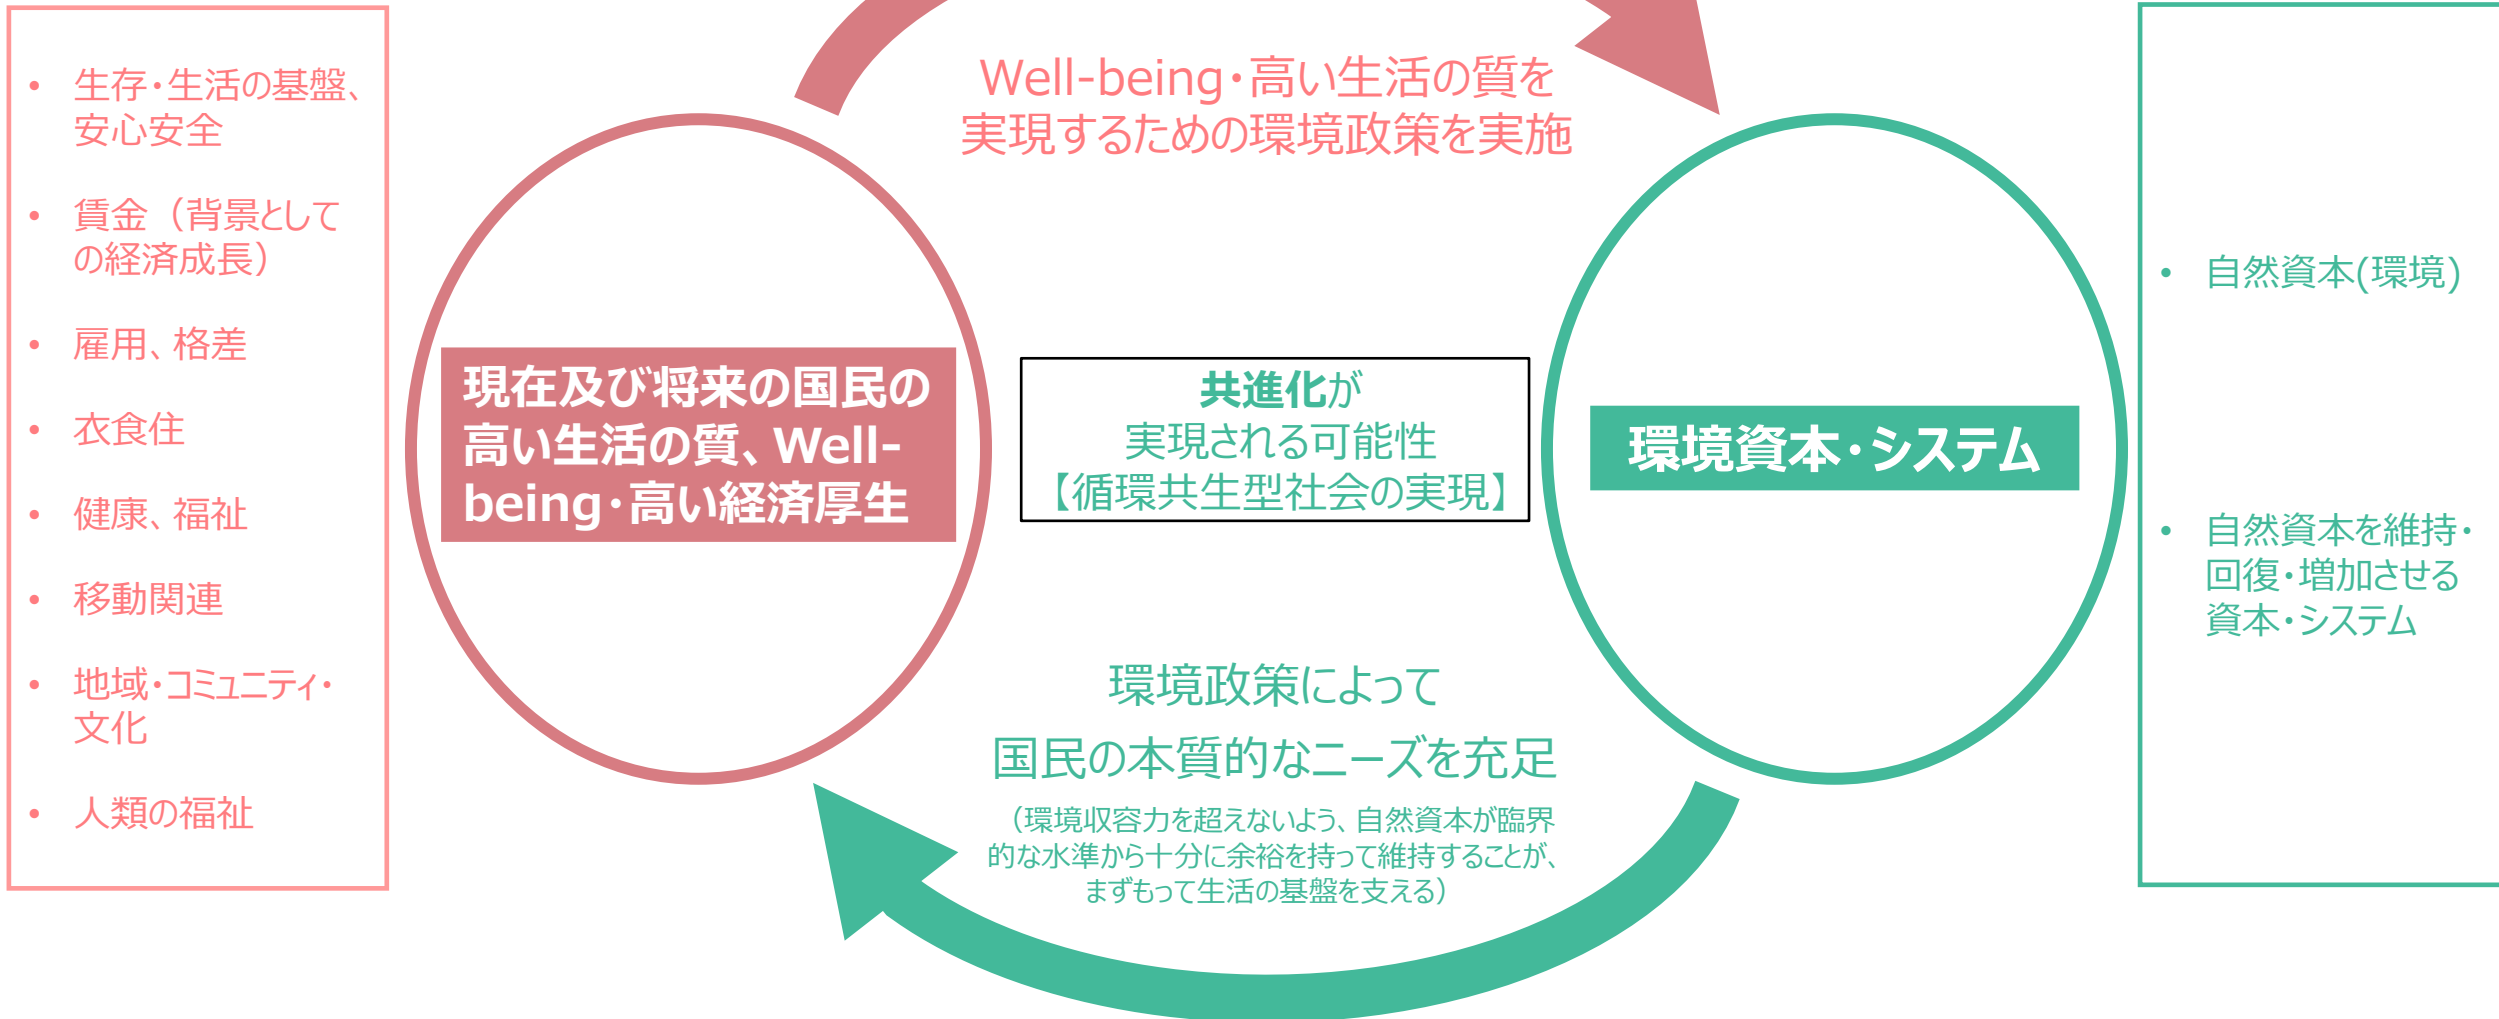 • 生存・生活の基盤、
安心安全
• 賃金　（背景として
の経済成長）
• 雇用、格差
• 衣食住
• 健康、福祉
• 移動関連
• 地域・コミュニティ・
文化
• 人類の福祉
Well-being・高い生活の質を
実現できる次の環境政策を実施
現在及び将来の国民の
高い生活の質、Well-
being・高い経済厚生
共進化が
実現して初めて可能性
【循環共生型社会の実現】
環境政策によって
国民の本質的なニーズを充足
（環境収容力を超えないよう、自然資本が臨界
的な水準から十分に余裕を持って維持することが、
まずもって生活の基盤を支える）
環境資本・システム
• 自然資本(環境)
• 自然資本を維持・
回復・増加させる
資本・システム